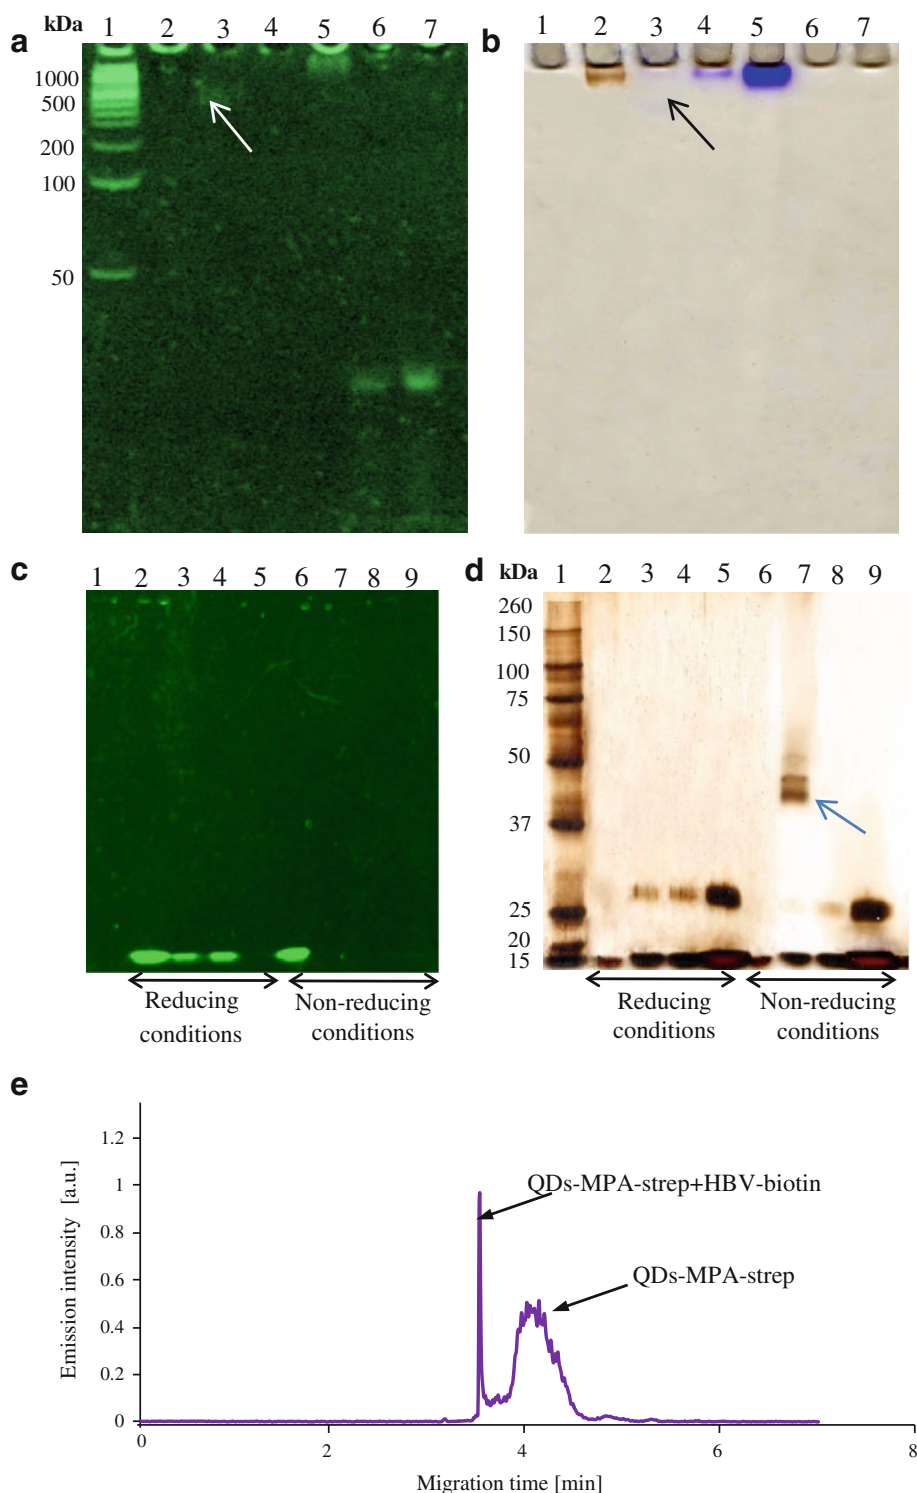 a
kDa 1 2 3 4 5 6 7
1000
500
200
100
50
b
1 2 3 4 5 6 7
c
1 2 3 4 5 6 7 8 9
Reducing
conditions
Non-reducing
conditions
d
kDa 1 2 3 4 5 6 7 8 9
260
150
100
75
50
37
25
20
15
Reducing
conditions
Non-reducing
conditions
e
Emission intensity [a.u.]
1.2
1
0.8
0.6
0.4
0.2
0
QDs-MPA-strep+HBV-biotin
QDs-MPA-strep
0 2 4 6 8
Migration time [min]